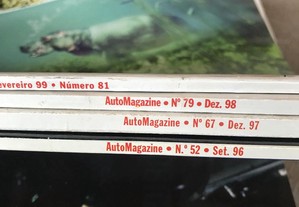 evereiro 99 • Número 81
AutoMagazine • Nº 79 • Dez. 98
AutoMagazine • Nº 67 • Dez. 97
AutoMagazine • N.º 52 • Set. 96